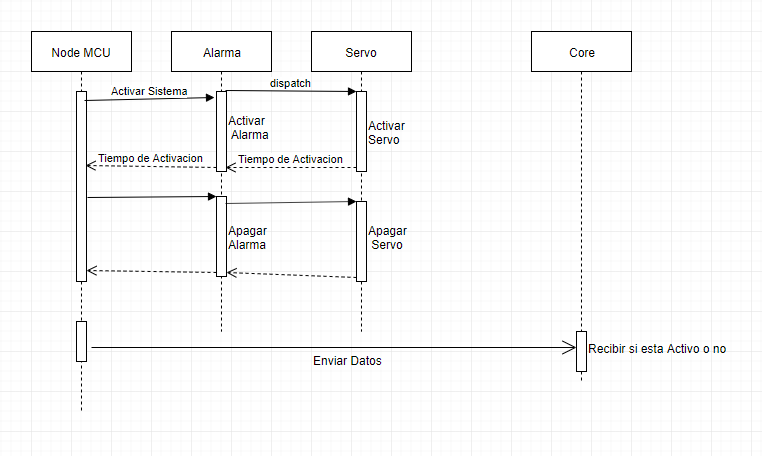 Node MCU
Alarma
Servo
Core
Activar Sistema
dispatch
Activar
Alarma
Activar
Servo
Tiempo de Activacion
Tiempo de Activacion
Apagar
Alarma
Apagar
Servo
Enviar Datos
Recibir si esta Activo o no